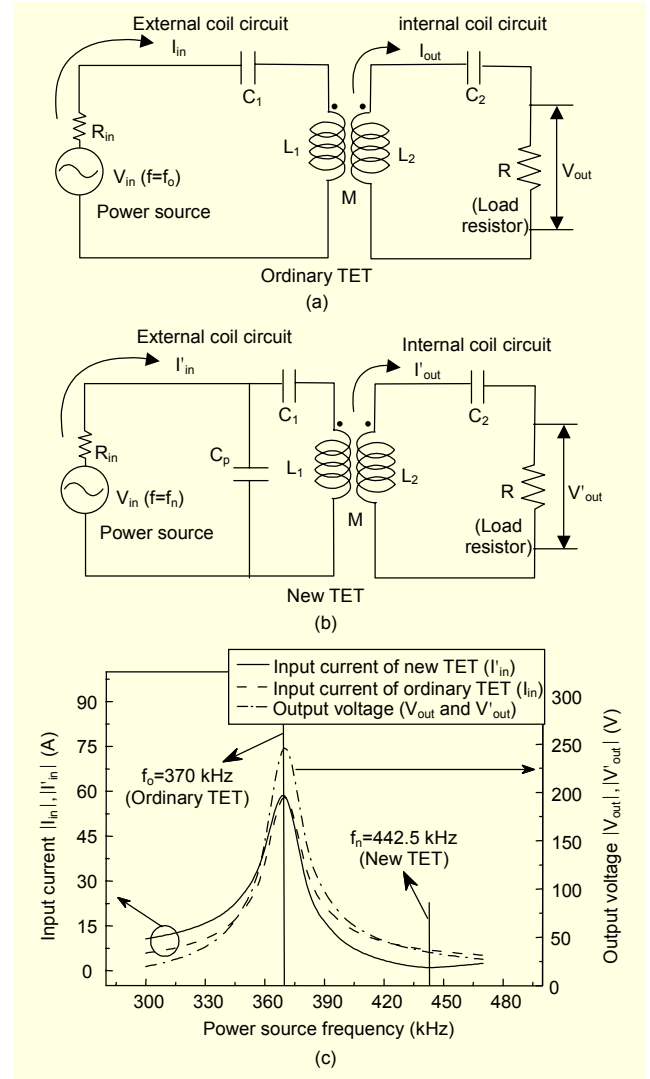 External coil circuit
internal coil circuit
I_in
I_out
C_1
C_2
R_in
V_in (f=f_o)
Power source
L_1
L_2
M
R
(Load
resistor)
V_out
Ordinary TET
(a)
External coil circuit
Internal coil circuit
I'_in
I'_out
C_1
C_2
R_in
C_p
V_in (f=f_n)
Power source
L_1
L_2
M
R
(Load
resistor)
V'_out
New TET
(b)
Input current of new TET (I'_in)
Input current of ordinary TET (I_in)
Output voltage (V_out and V'_out)
f_o=370 kHz
(Ordinary TET)
f_n=442.5 kHz
(New TET)
Input current |I_in|, |I'_in| (A)
90
75
60
45
30
15
0
Output voltage |V_out|, |V'_out| (V)
300
250
200
150
100
50
0
300 330 360 390 420 450 480
Power source frequency (kHz)
(c)